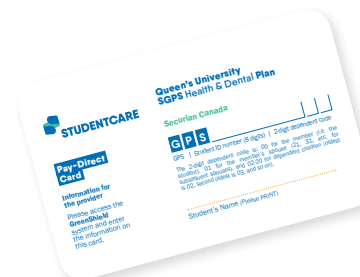 STUDENTCARE
Pay-Direct
Card
Information for
the provider
Please access the
GreenShield
system and enter
the information on
this card.
Queen's University
SGPS Health & Dental Plan
Securian Canada
GPS
GPS | Student ID number (8 digits) | 2-digit dependent code
The 2-digit dependent code is: 00 for the member (i.e. the
student), 01 for the member's spouse (21, 31, etc. for
subsequent spouses), and 02-20 for dependent children (oldest
is 02, second oldest is 03, and so on).
Student's Name (Please PRINT)